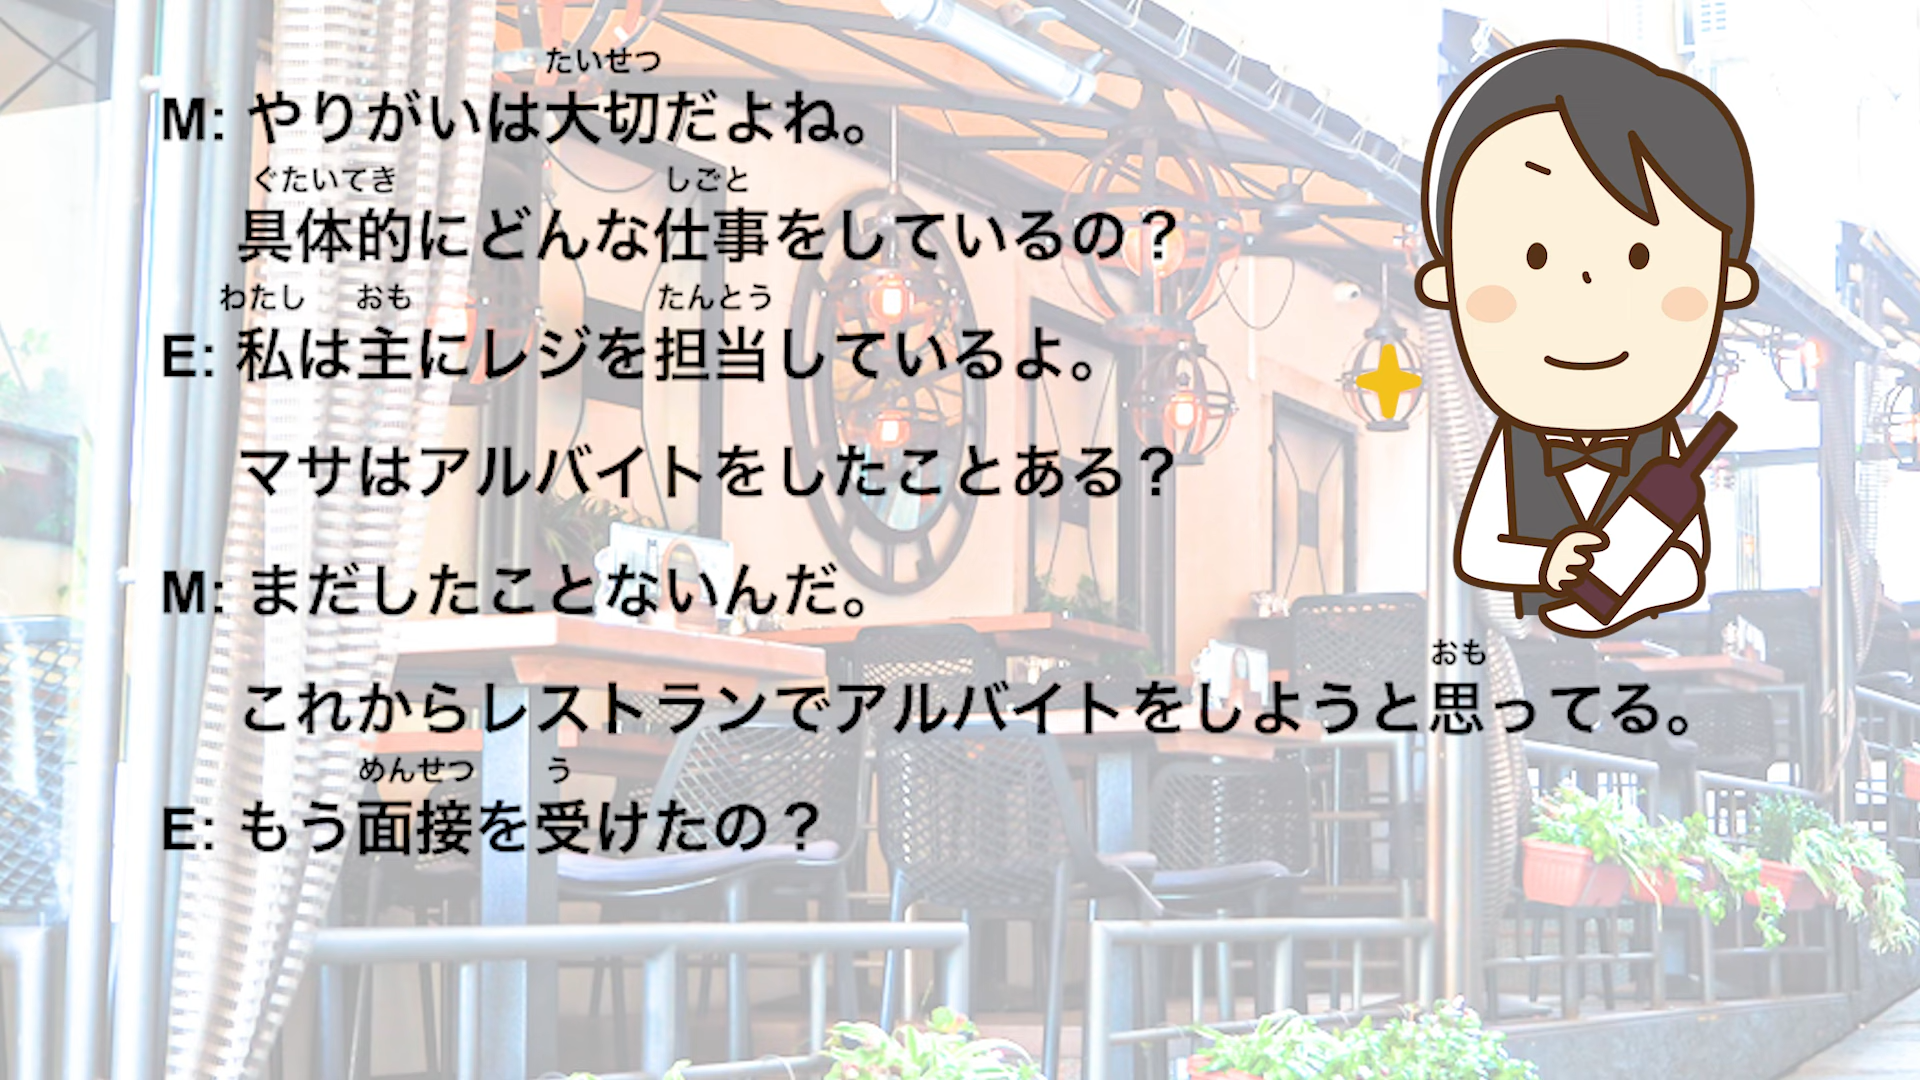 たいせつ
M: やりがいは大切だよね。
ぐたいてき しごと
具体的にどんな仕事をしているの？
わたし おも たんとう
E: 私は主にレジを担当しているよ。
マサはアルバイトをしたことある？
M: まだしたことないんだ。
おも
これからレストランでアルバイトをしようと思ってる。
めんせつ う
E: もう面接を受けたの？